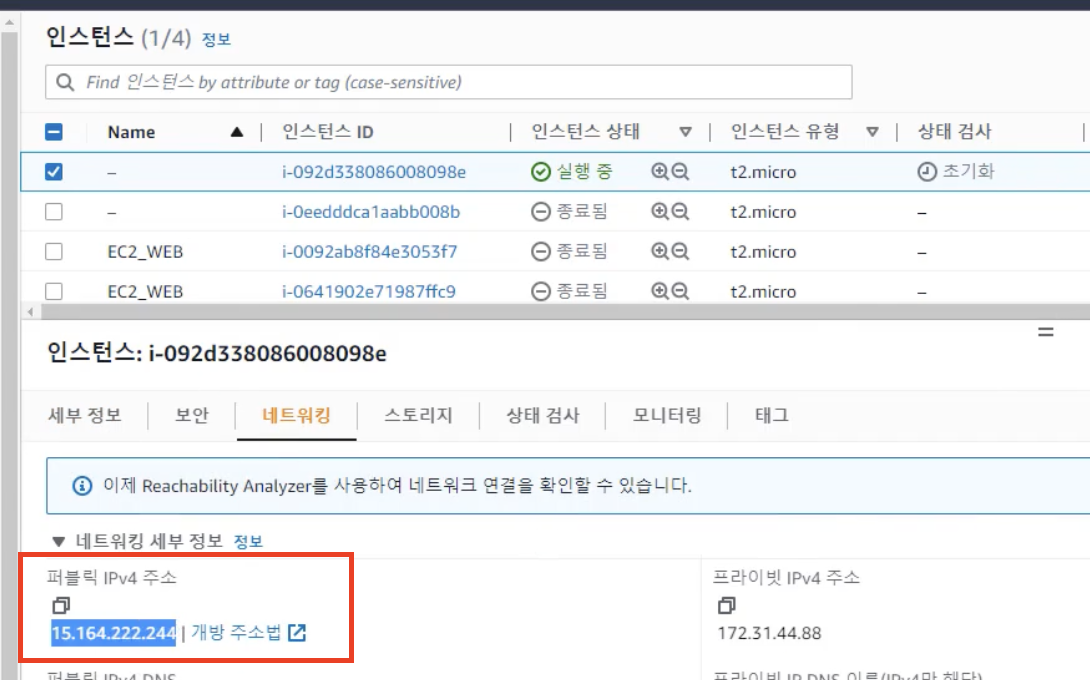 인스턴스 (1/4) 정보
Find 인스턴스 by attribute or tag (case-sensitive)
Name 인스턴스 ID 인스턴스 상태 인스턴스 유형 상태 검사
– i-092d338086008098e 실행 중 t2.micro 초기화
– i-0eedddca1aabb008b 종료됨 t2.micro –
EC2_WEB i-0092ab8f84e3053f7 종료됨 t2.micro –
EC2_WEB i-0641902e71987ffc9 종료됨 t2.micro –
인스턴스: i-092d338086008098e
세부 정보 보안 네트워킹 스토리지 상태 검사 모니터링 태그
이제 Reachability Analyzer를 사용하여 네트워크 연결을 확인할 수 있습니다.
네트워킹 세부 정보 정보
퍼블릭 IPv4 주소 프라이빗 IPv4 주소
15.164.222.244 | 개방 주소법 172.31.44.88
퍼블릭 IPv4 DNS 프라이빗 IP DNS 이름(IPv4만 해당)